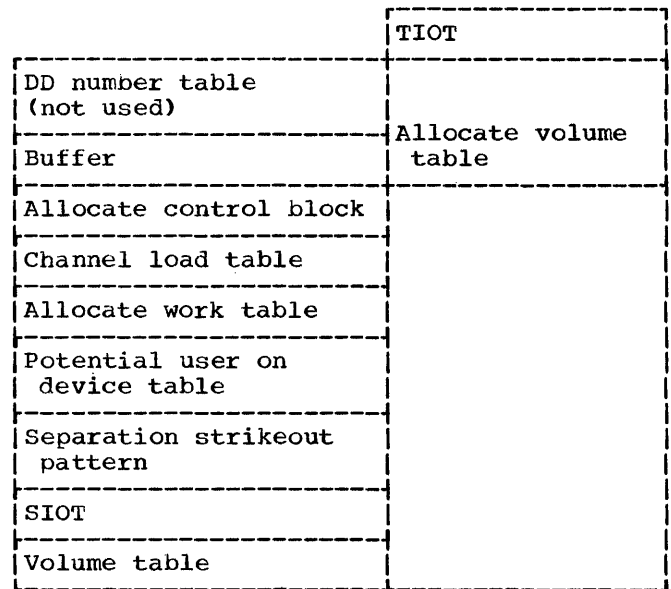 TIOT
DD number table
(not used)
Allocate volume
table
Buffer
Allocate control block
Channel load table
Allocate work table
Potential user on
device table
Separation strikeout
pattern
SIOT
Volume table